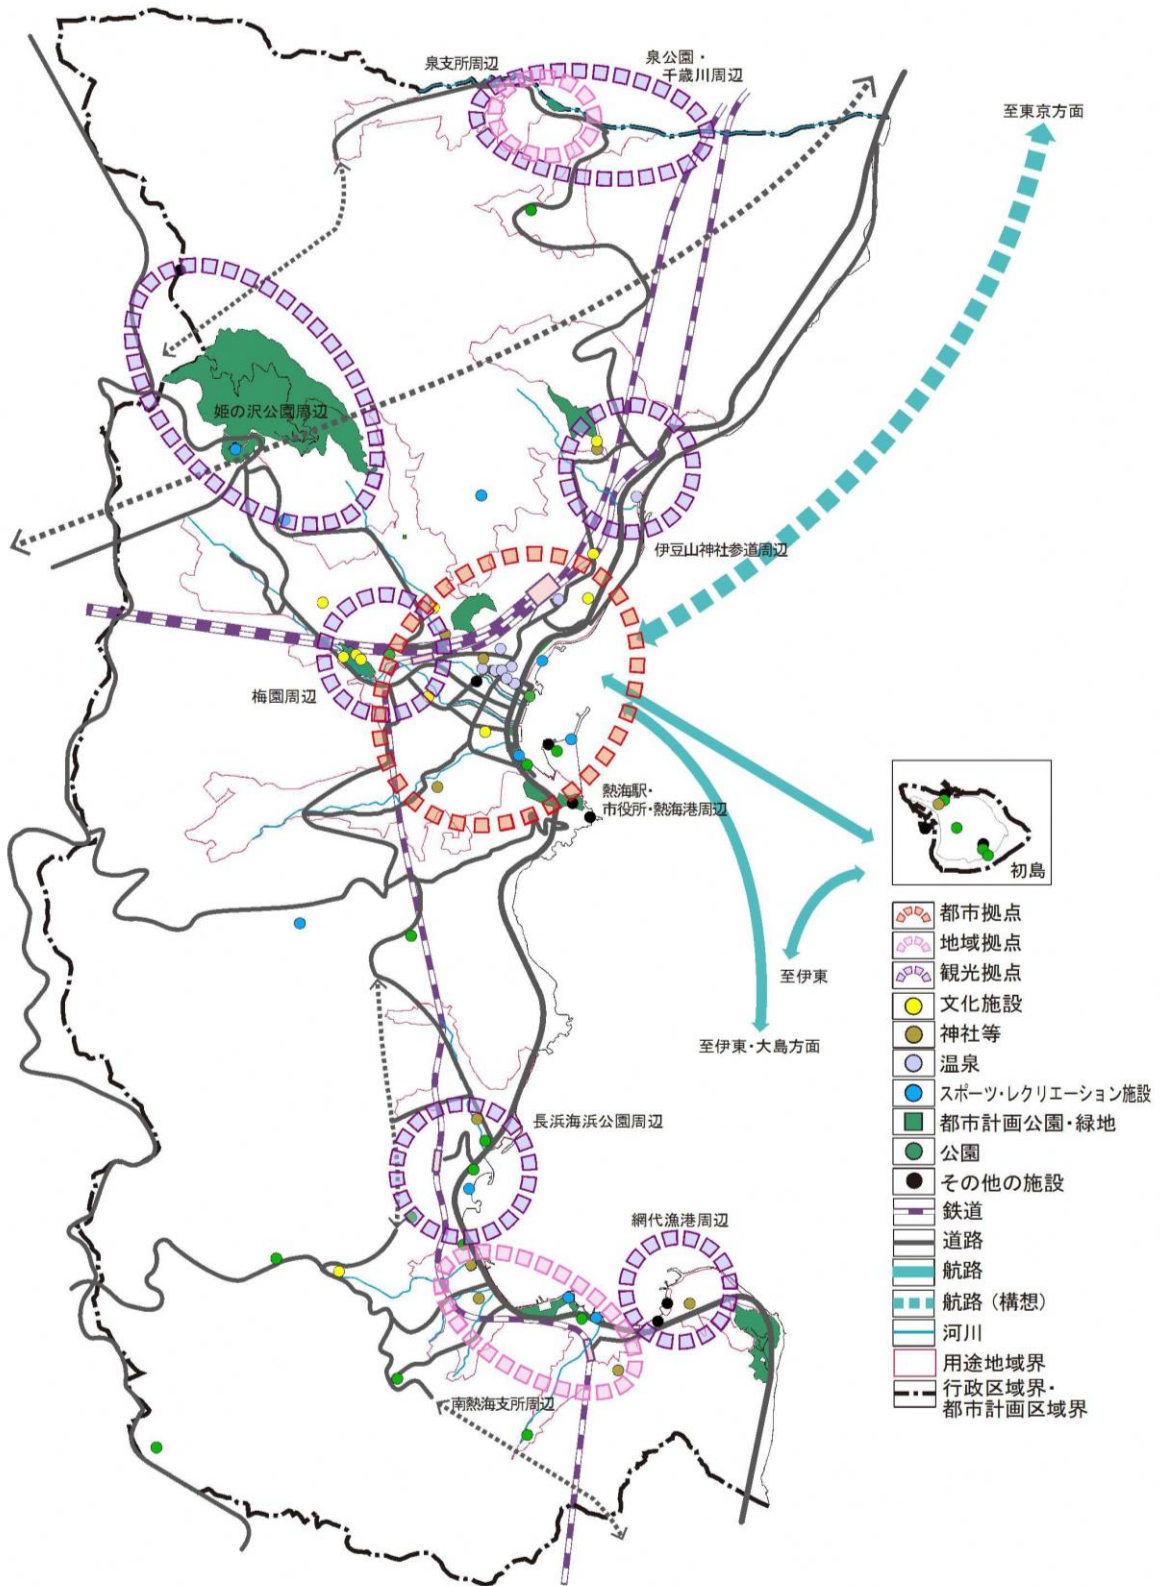 泉支所周辺
泉公園・
千歳川周辺
至東京方面
姫の沢公園周辺
伊豆山神社参道周辺
梅園周辺
熱海駅・
市役所・熱海港周辺
初島
至伊東
至伊東・大島方面
長浜海浜公園周辺
網代漁港周辺
南熱海支所周辺
都市拠点
地域拠点
観光拠点
文化施設
神社等
温泉
スポーツ・レクリエーション施設
都市計画公園・緑地
公園
その他の施設
鉄道
道路
航路
航路（構想）
河川
用途地域界
行政区域界・
都市計画区域界